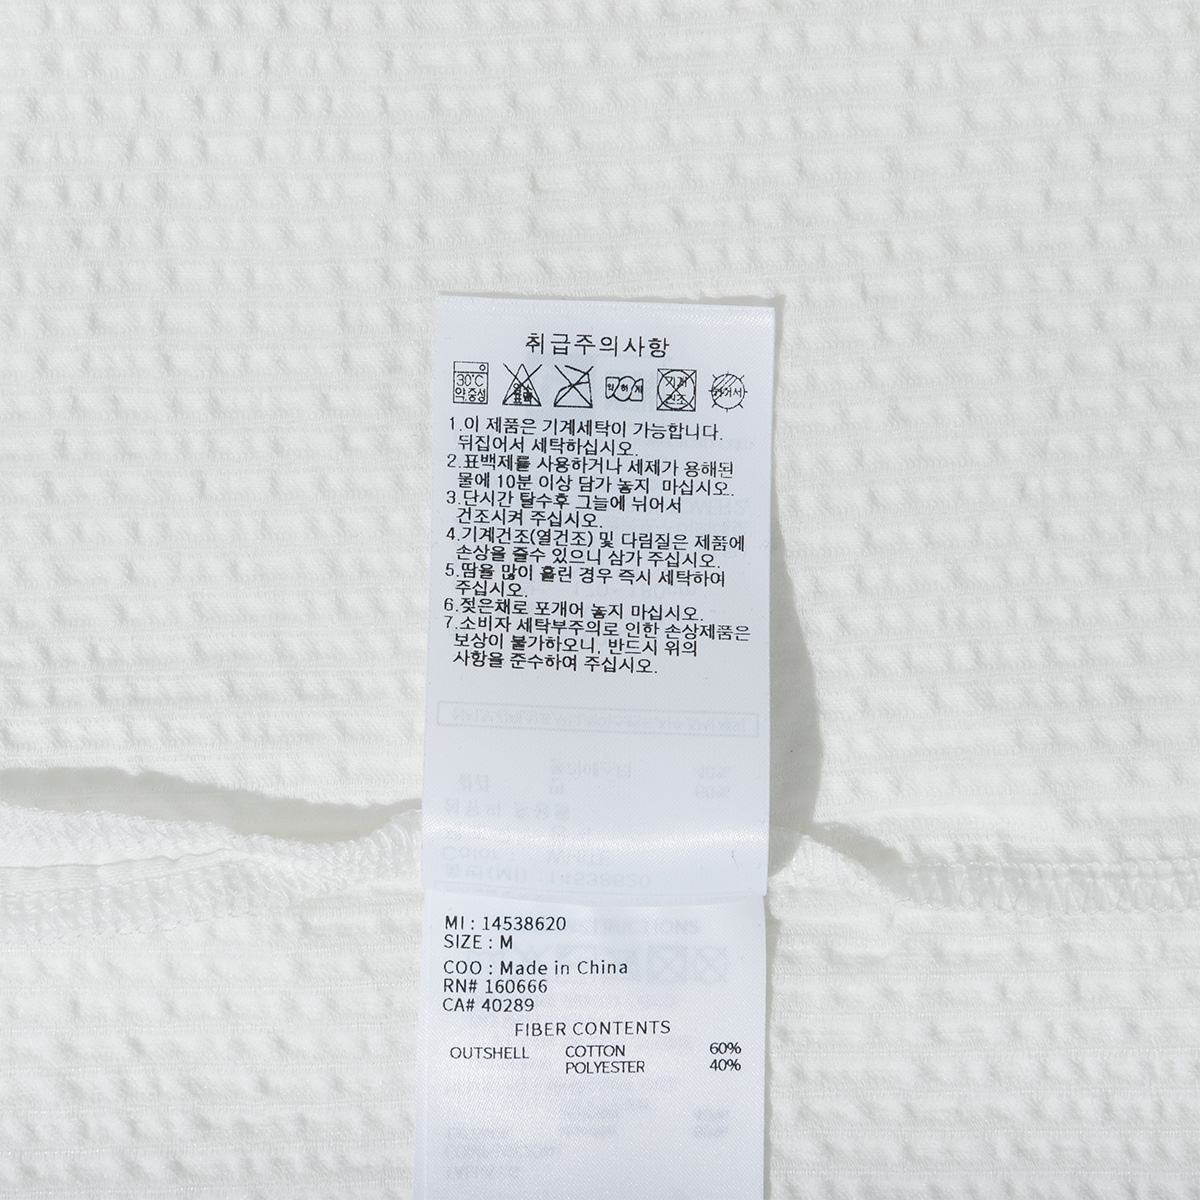 취급주의사항
30°C
약.중성
1.이 제품은 기계세탁이 가능합니다.
뒤집어서 세탁하십시오.
2.표백제를 사용하거나 세제가 용해된
물에 10분 이상 담가 놓지 마십시오.
3.단시간 탈수후 그늘에 뉘어서
건조시켜 주십시오.
4.기계건조(열건조) 및 다림질은 제품에
손상을 줄수 있으니 삼가 주십시오.
5.땀을 많이 흘린 경우 즉시 세탁하여
주십시오.
6.젖은채로 포개어 놓지 마십시오.
7.소비자 세탁부주의로 인한 손상제품은
보상이 불가하오니, 반드시 위의
사항을 준수하여 주십시오.
MI : 14538620
SIZE : M
COO : Made in China
RN# 160666
CA# 40289
FIBER CONTENTS
OUTSHELL COTTON 60%
POLYESTER 40%